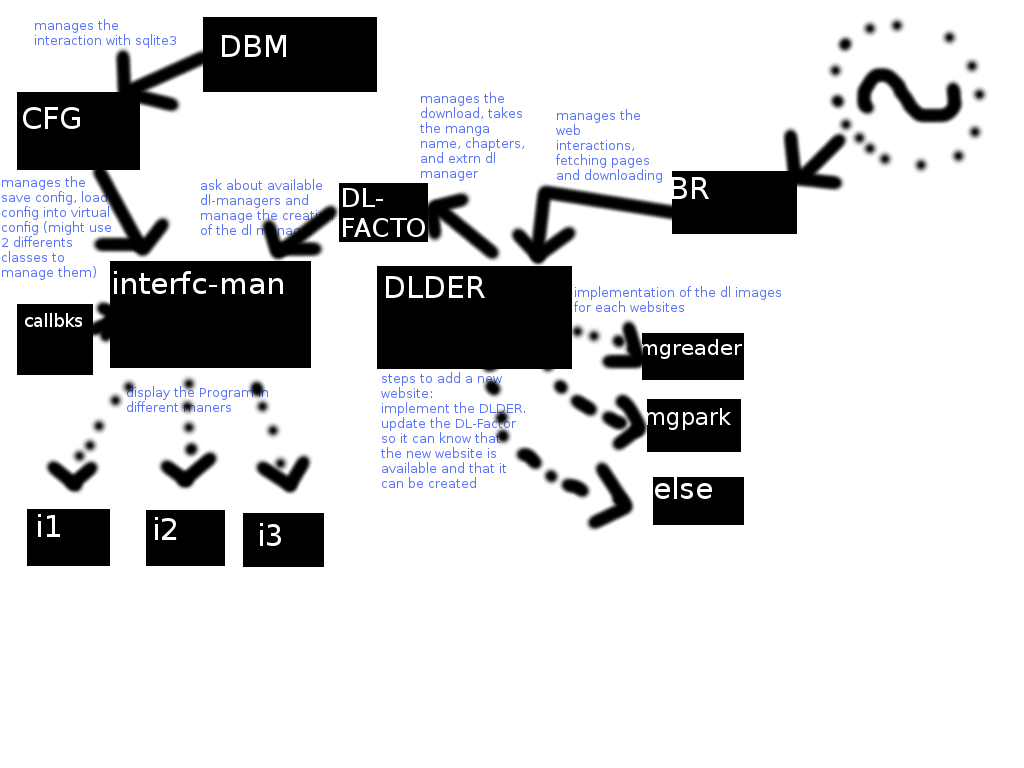 manages the
interaction with sqlite3
DBM
CFG
manages the
download, takes
the manga
name, chapters,
and extrn dl
manager
manages the
web
interactions,
fetching pages
and downloading
BR
manages the
save config, load
config into virtual
config (might use
2 differents
classes to
manage them)
ask about available
dl-managers and
manage the creation
of the dl manager
DL-
FACTO
interfc-man
DLDER
implementation of the dl images
for each websites
callbks
mgreader
display the Program in
different maners
steps to add a new
website:
implement the DLDER.
update the DL-Factor
so it can know that
the new website is
available and that it
can be created
mgpark
else
i1
i2
i3